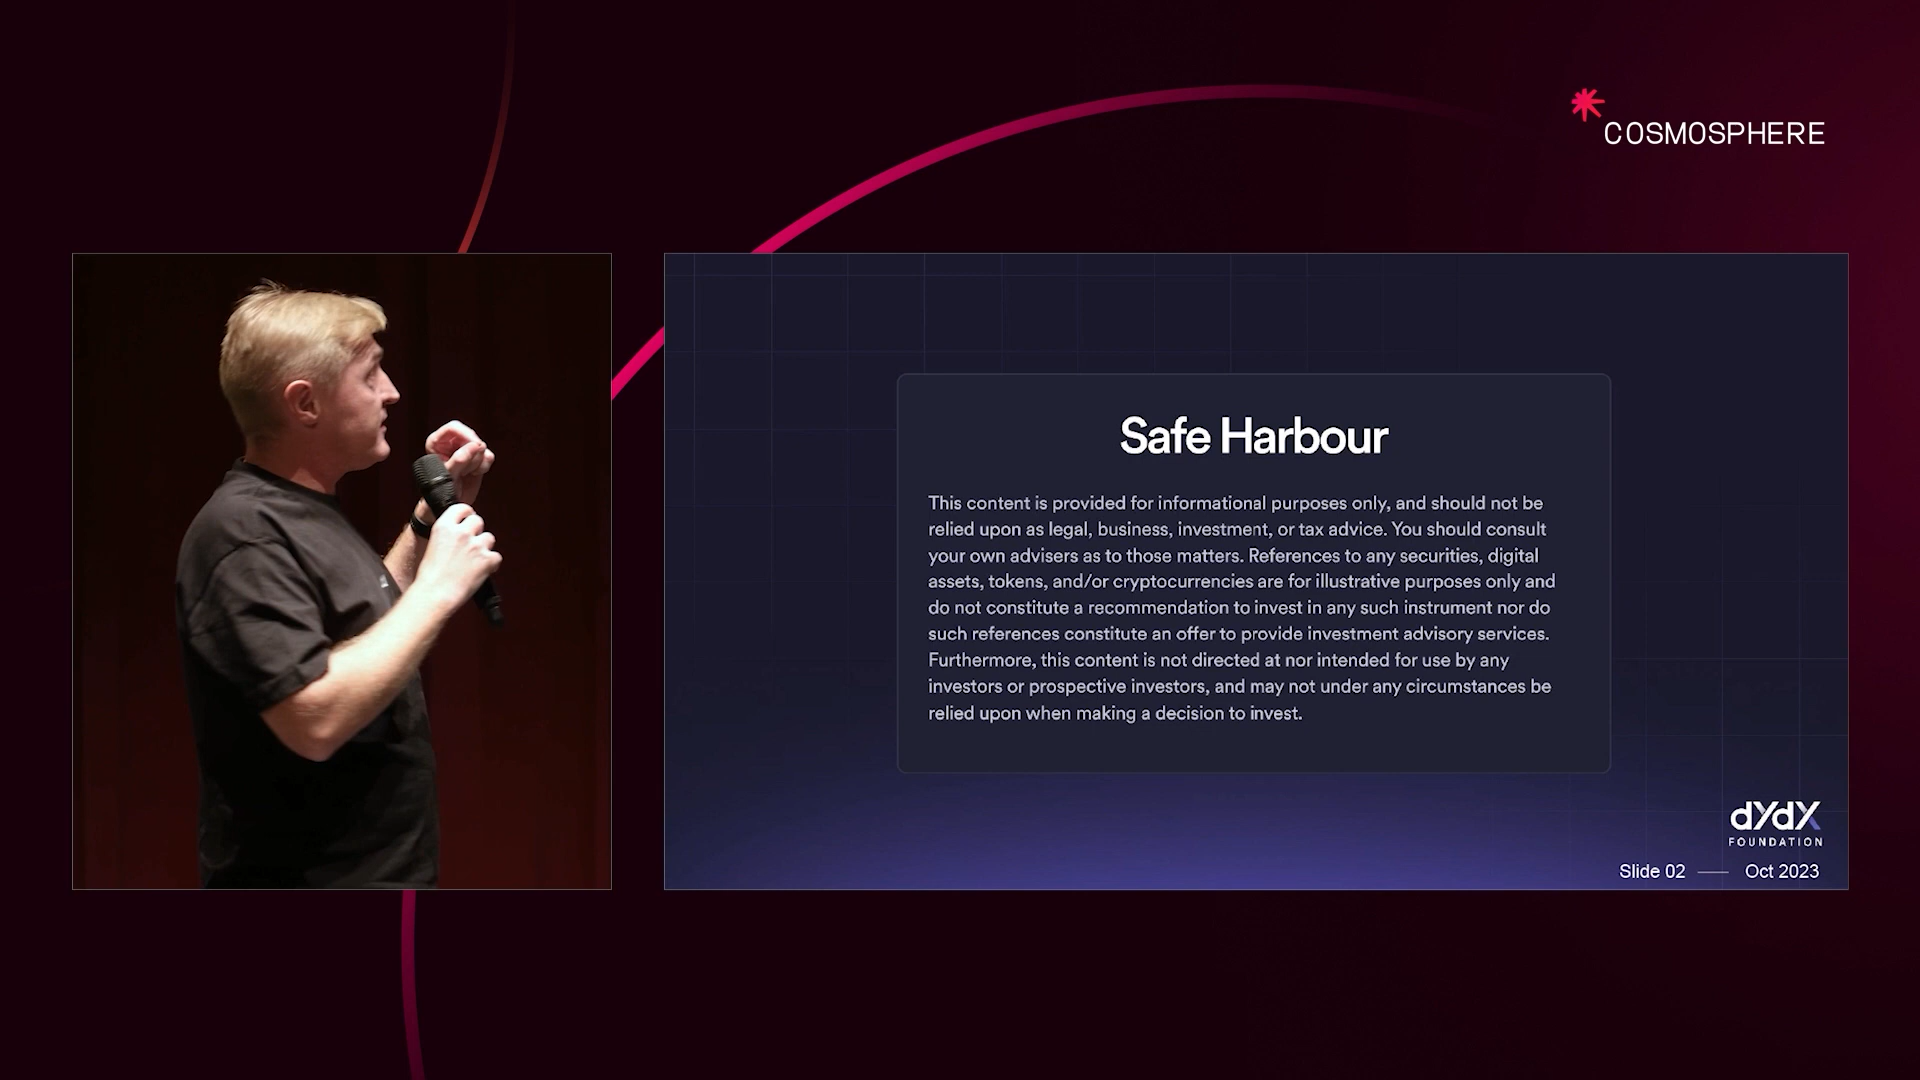 COSMOSPHERE
Safe Harbour
This content is provided for informational purposes only, and should not be
relied upon as legal, business, investment, or tax advice. You should consult
your own advisers as to those matters. References to any securities, digital
assets, tokens, and/or cryptocurrencies are for illustrative purposes only and
do not constitute a recommendation to invest in any such instrument nor do
such references constitute an offer to provide investment advisory services.
Furthermore, this content is not directed at nor intended for use by any
investors or prospective investors, and may not under any circumstances be
relied upon when making a decision to invest.
dYdX
FOUNDATION
Slide 02 — Oct 2023